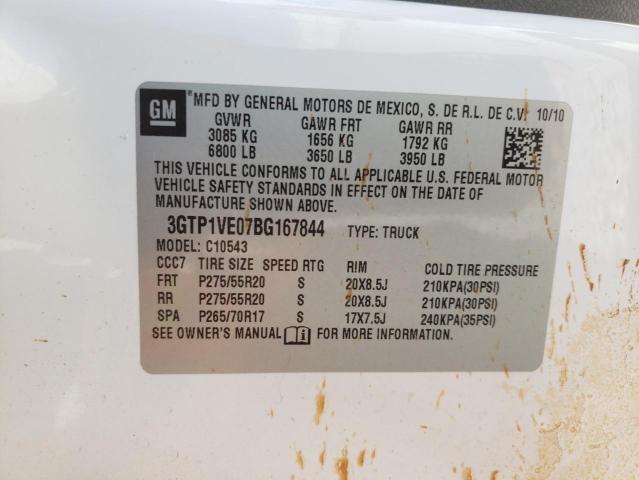 GM MFD BY GENERAL MOTORS DE MEXICO, S. DE R.L. DE C.V. 10/10
GVWR GAWR FRT GAWR RR
3085 KG 1656 KG 1792 KG
6800 LB 3650 LB 3950 LB
THIS VEHICLE CONFORMS TO ALL APPLICABLE U.S. FEDERAL MOTOR
VEHICLE SAFETY STANDARDS IN EFFECT ON THE DATE OF
MANUFACTURE SHOWN ABOVE.
3GTP1VE07BG167844 TYPE: TRUCK
MODEL: C10543
CCC7 TIRE SIZE SPEED RTG RIM COLD TIRE PRESSURE
FRT P275/55R20 S 20X8.5J 210KPA(30PSI)
RR P275/55R20 S 20X8.5J 210KPA(30PSI)
SPA P265/70R17 S 17X7.5J 240KPA(35PSI)
SEE OWNER'S MANUAL FOR MORE INFORMATION.